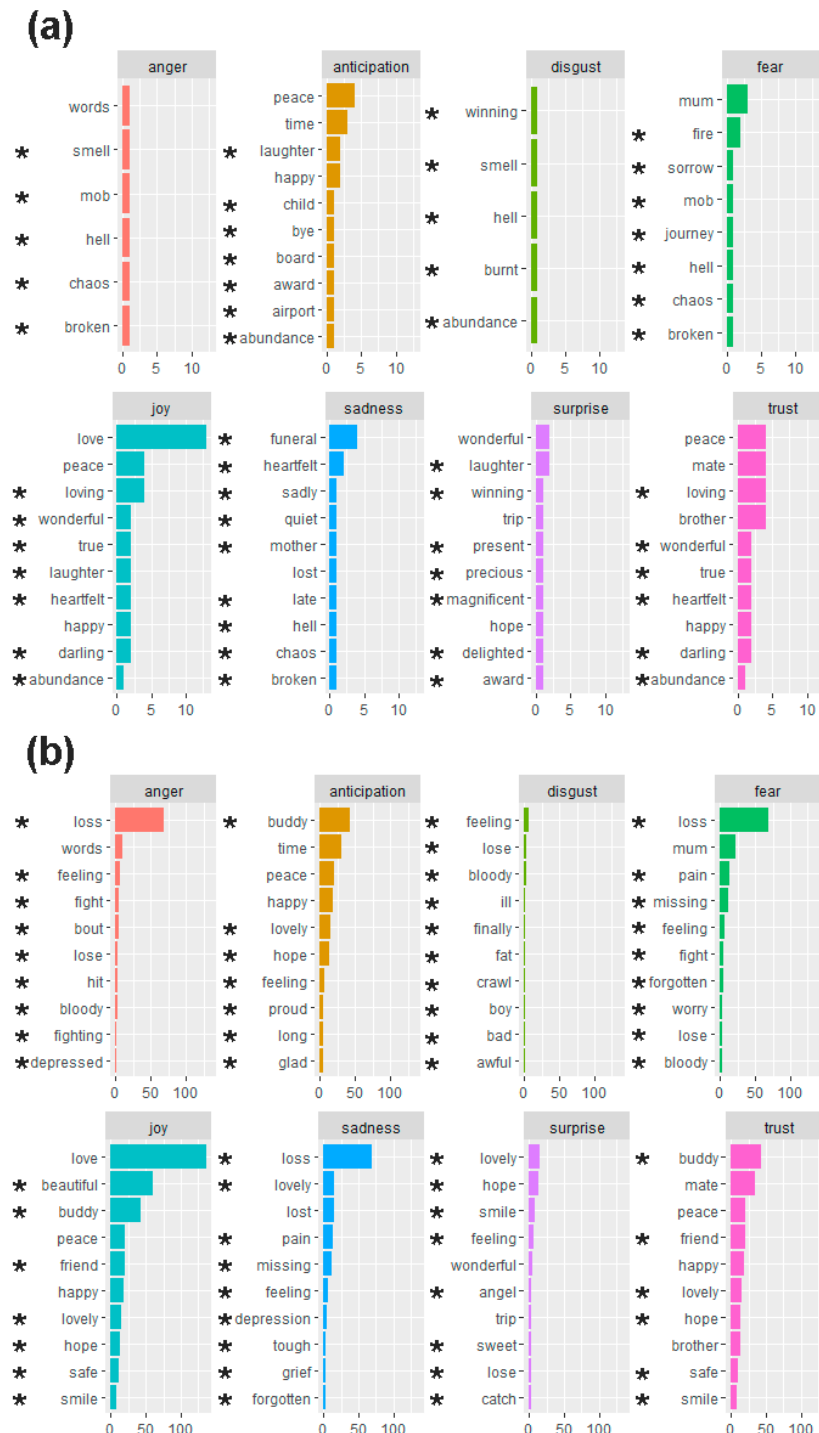 (a)
anger
words
* smell
* mob
* hell
* chaos
* broken
0 5 10
anticipation
peace
time
* laughter
happy
* child
* bye
* board
* award
* airport
* abundance
0 5 10
disgust
* winning
* smell
* hell
* burnt
* abundance
0 5 10
fear
mum
* fire
* sorrow
* mob
* journey
* hell
* chaos
* broken
0 5 10
joy
love
peace
* loving
* wonderful
* true
* laughter
* heartfelt
happy
* darling
* abundance
0 5 10
sadness
* funeral
* heartfelt
* sadly
* quiet
* mother
lost
* late
* hell
* chaos
* broken
0 5 10
surprise
wonderful
* laughter
* winning
trip
* present
* precious
* magnificent
hope
* delighted
* award
0 5 10
trust
peace
mate
* loving
brother
* wonderful
* true
* heartfelt
happy
* darling
* abundance
0 5 10
(b)
anger
* loss
words
* feeling
* fight
* bout
* lose
* hit
* bloody
* fighting
* depressed
0 50 100
anticipation
* buddy
time
peace
happy
* lovely
* hope
* feeling
* proud
* long
* glad
0 50 100
disgust
* feeling
* lose
* bloody
* ill
* finally
* fat
* crawl
* boy
* bad
* awful
0 50 100
fear
* loss
mum
* pain
* missing
* feeling
* fight
* forgotten
* worry
* lose
* bloody
0 50 100
joy
love
* beautiful
* buddy
peace
* friend
happy
* lovely
* hope
* safe
* smile
0 50 100
sadness
* loss
* lovely
lost
* pain
* missing
* feeling
* depression
* tough
* grief
* forgotten
0 50 100
surprise
* lovely
* hope
* smile
* feeling
wonderful
* angel
trip
* sweet
* lose
* catch
0 50 100
trust
* buddy
mate
peace
* friend
happy
* lovely
* hope
brother
* safe
* smile
0 50 100